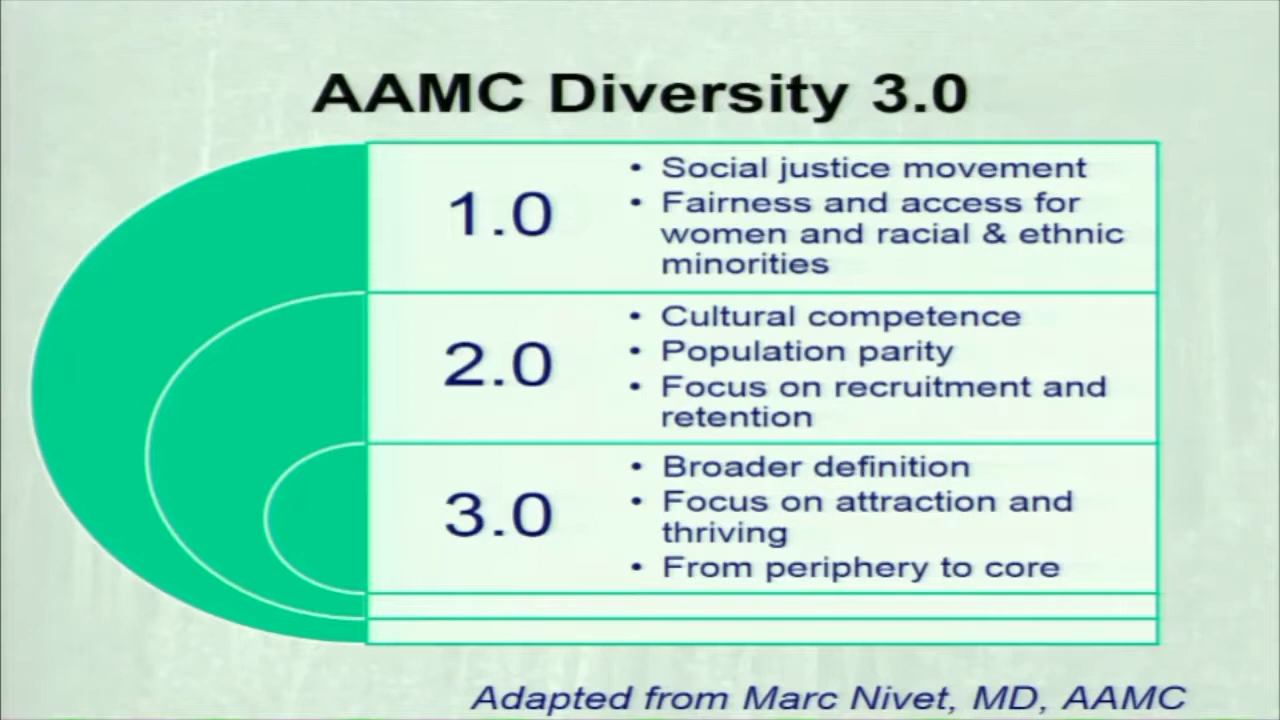 AAMC Diversity 3.0
1.0
• Social justice movement
• Fairness and access for
women and racial & ethnic
minorities
2.0
• Cultural competence
• Population parity
• Focus on recruitment and
retention
3.0
• Broader definition
• Focus on attraction and
thriving
• From periphery to core
Adapted from Marc Nivet, MD, AAMC